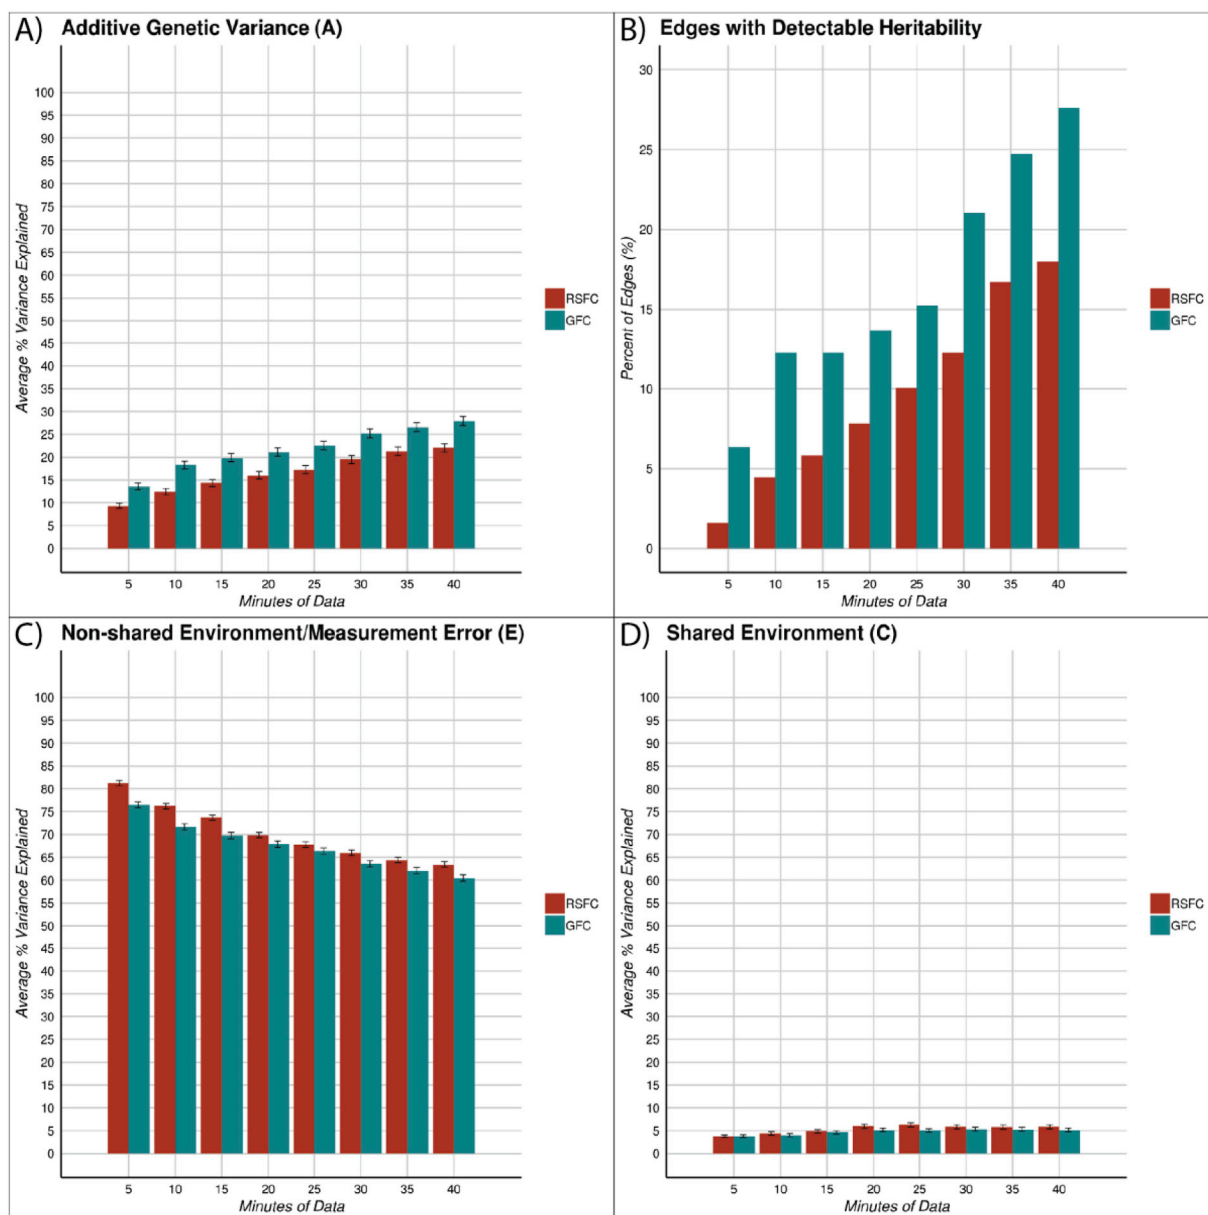 A) Additive Genetic Variance (A)
Average % Variance Explained
100
95
90
85
80
75
70
65
60
55
50
45
40
35
30
25
20
15
10
5
0
5 10 15 20 25 30 35 40
Minutes of Data
RSFC
GFC
B) Edges with Detectable Heritability
Percent of Edges (%)
30
25
20
15
10
5
0
5 10 15 20 25 30 35 40
Minutes of Data
RSFC
GFC
C) Non-shared Environment/Measurement Error (E)
Average % Variance Explained
100
95
90
85
80
75
70
65
60
55
50
45
40
35
30
25
20
15
10
5
0
5 10 15 20 25 30 35 40
Minutes of Data
RSFC
GFC
D) Shared Environment (C)
Average % Variance Explained
100
95
90
85
80
75
70
65
60
55
50
45
40
35
30
25
20
15
10
5
0
5 10 15 20 25 30 35 40
Minutes of Data
RSFC
GFC